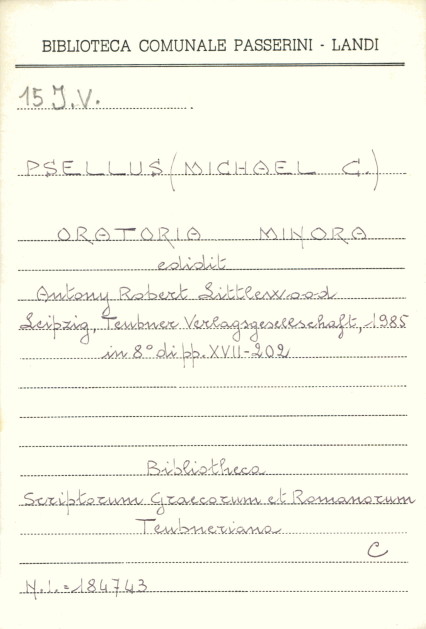 BIBLIOTECA COMUNALE PASSERINI - LANDI
15 J.V.
PSELLUS (MICHAEL C.)
ORATORIA MINORA
edidit
Antony Robert Littlewood
Leipzig, Teubner Verlagsgesellschaft, 1985
in 8° di pp. XVII-202
Bibliotheca
Scriptorum Graecorum et Romanorum
Teubneriana
C
N.I. = 184743